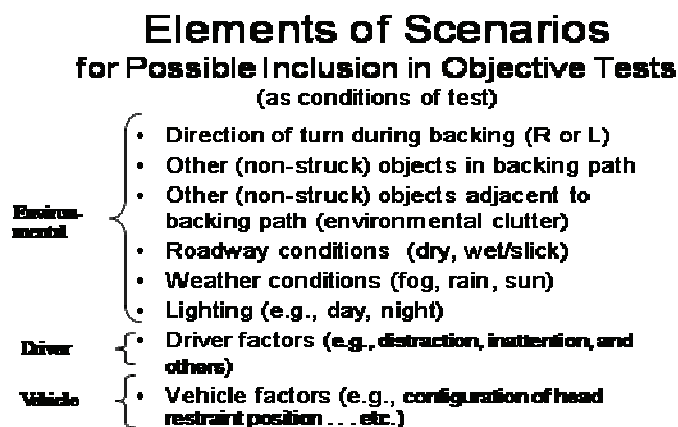 Elements of Scenarios
for Possible Inclusion in Objective Tests
(as conditions of test)
• Direction of turn during backing (R or L)
• Other (non-struck) objects in backing path
Environ-
mental
• Other (non-struck) objects adjacent to
backing path (environmental clutter)
• Roadway conditions (dry, wet/slick)
• Weather conditions (fog, rain, sun)
• Lighting (e.g., day, night)
Driver
• Driver factors (e.g., distraction, inattention, and
others)
Vehicle
• Vehicle factors (e.g., configuration of head
restraint position . . . etc.)